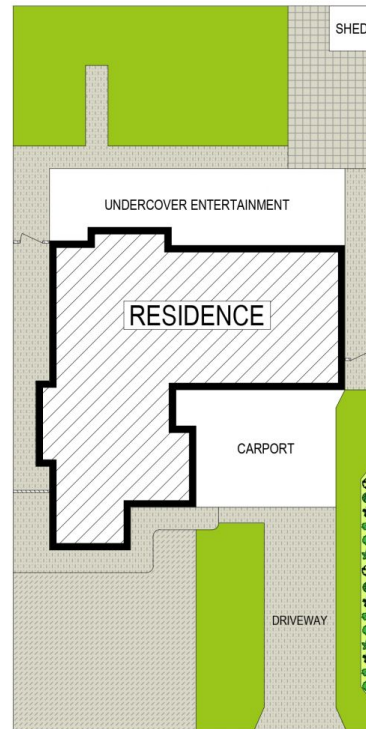 SHED
UNDERCOVER ENTERTAINMENT
RESIDENCE
CARPORT
DRIVEWAY